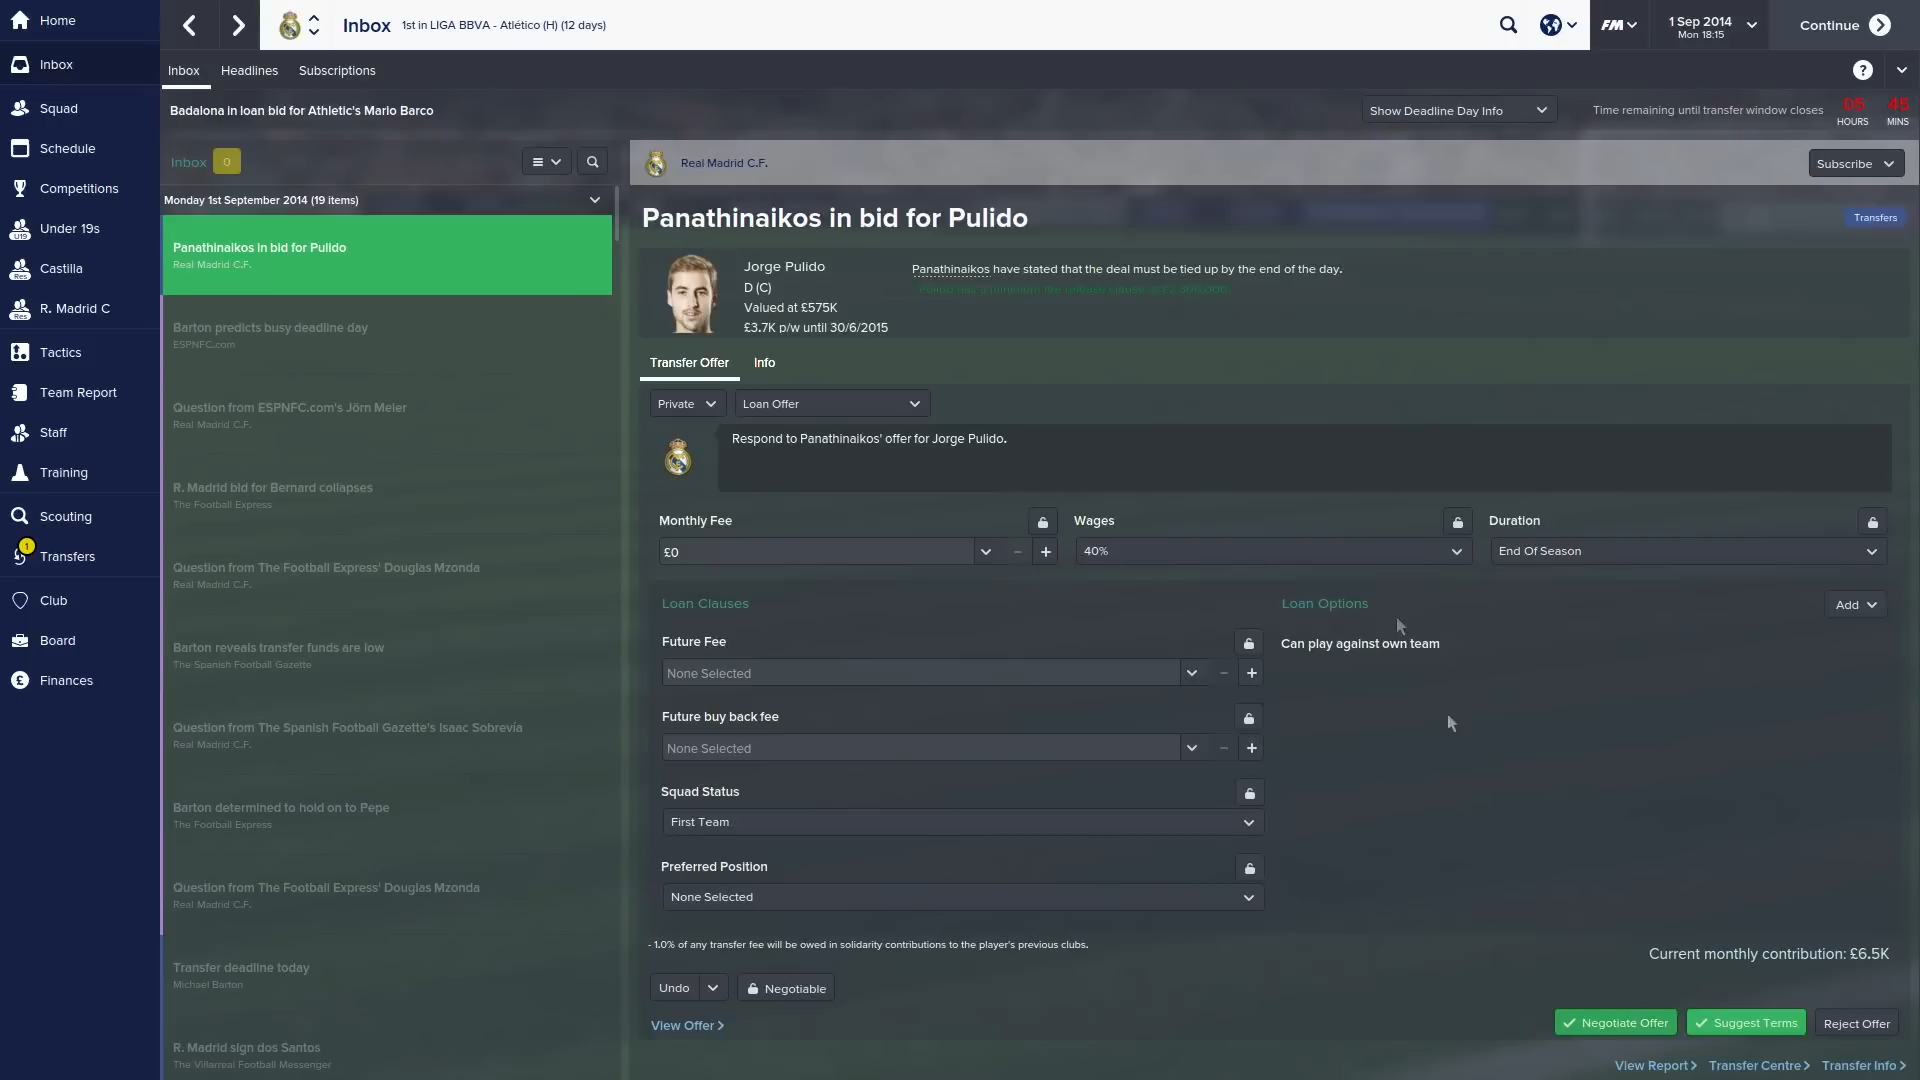 Home
Inbox
Squad
Schedule
Competitions
U19
Under 19s
Res
Castilla
Res
R. Madrid C
Tactics
Team Report
Staff
Training
Scouting
1
Transfers
Club
Board
£
Finances
Inbox
1st in LIGA BBVA - Atlético (H) (12 days)
FM
1 Sep 2014
Mon 18:15
Continue
Inbox
Headlines
Subscriptions
?
Badalona in loan bid for Athletic's Mario Barco
Show Deadline Day Info
Time remaining until transfer window closes
05
HOURS
45
MINS
Inbox
0
Monday 1st September 2014 (19 items)
Panathinaikos in bid for Pulido
Real Madrid C.F.
Barton predicts busy deadline day
ESPNFC.com
Question from ESPNFC.com's Jörn Meier
Real Madrid C.F.
R. Madrid bid for Bernard collapses
The Football Express
Question from The Football Express' Douglas Mzonda
Real Madrid C.F.
Barton reveals transfer funds are low
The Spanish Football Gazette
Question from The Spanish Football Gazette's Isaac Sobrevía
Real Madrid C.F.
Barton determined to hold on to Pepe
The Football Express
Question from The Football Express' Douglas Mzonda
Real Madrid C.F.
Transfer deadline today
Michael Barton
R. Madrid sign dos Santos
The Villarreal Football Messenger
Real Madrid C.F.
Subscribe
Panathinaikos in bid for Pulido
Transfers
Jorge Pulido
D (C)
Valued at £575K
£3.7K p/w until 30/6/2015
Panathinaikos have stated that the deal must be tied up by the end of the day.
Pulido has a minimum fee release clause
Transfer Offer
Info
Private
Loan Offer
Respond to Panathinaikos' offer for Jorge Pulido.
Monthly Fee
£0
Wages
40%
Duration
End Of Season
Loan Clauses
Future Fee
None Selected
Future buy back fee
None Selected
Squad Status
First Team
Preferred Position
None Selected
Loan Options
Add
Can play against own team
- 1.0% of any transfer fee will be owed in solidarity contributions to the player's previous clubs.
Current monthly contribution: £6.5K
Undo
Negotiable
View Offer
Negotiate Offer
Suggest Terms
Reject Offer
View Report
Transfer Centre
Transfer Info